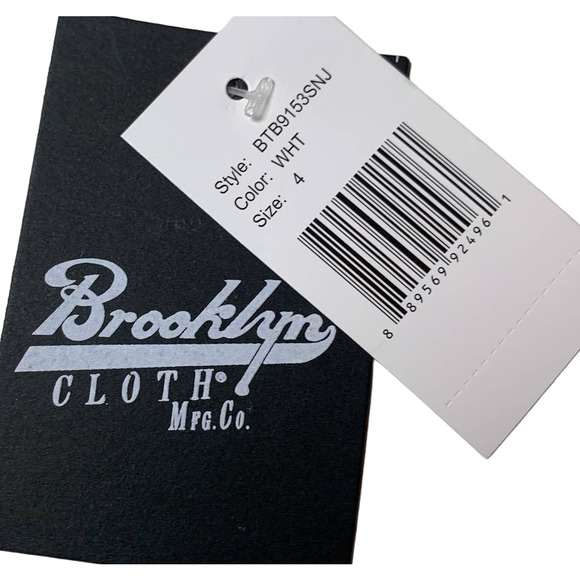 Style: BTB9153SNJ
Color: WHT
Size: 4
8 89569 92496 1
Brooklyn
CLOTH®
MFG.CO.